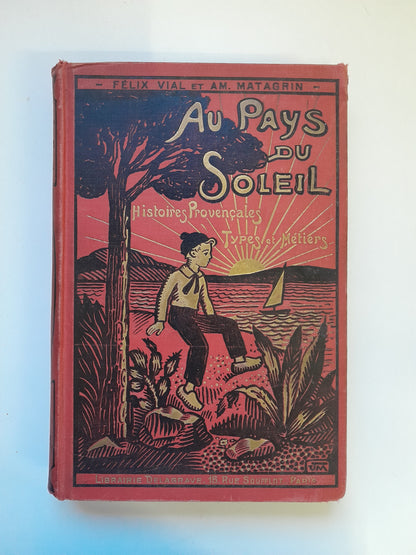 - FÉLIX VIAL ET AM. MATAGRIN -
AU PAYS
DU
SOLEIL
Histoires Provençales
Types et Métiers
LIBRAIRIE DELAGRAVE. 15 RUE SOUFFLOT. PARIS